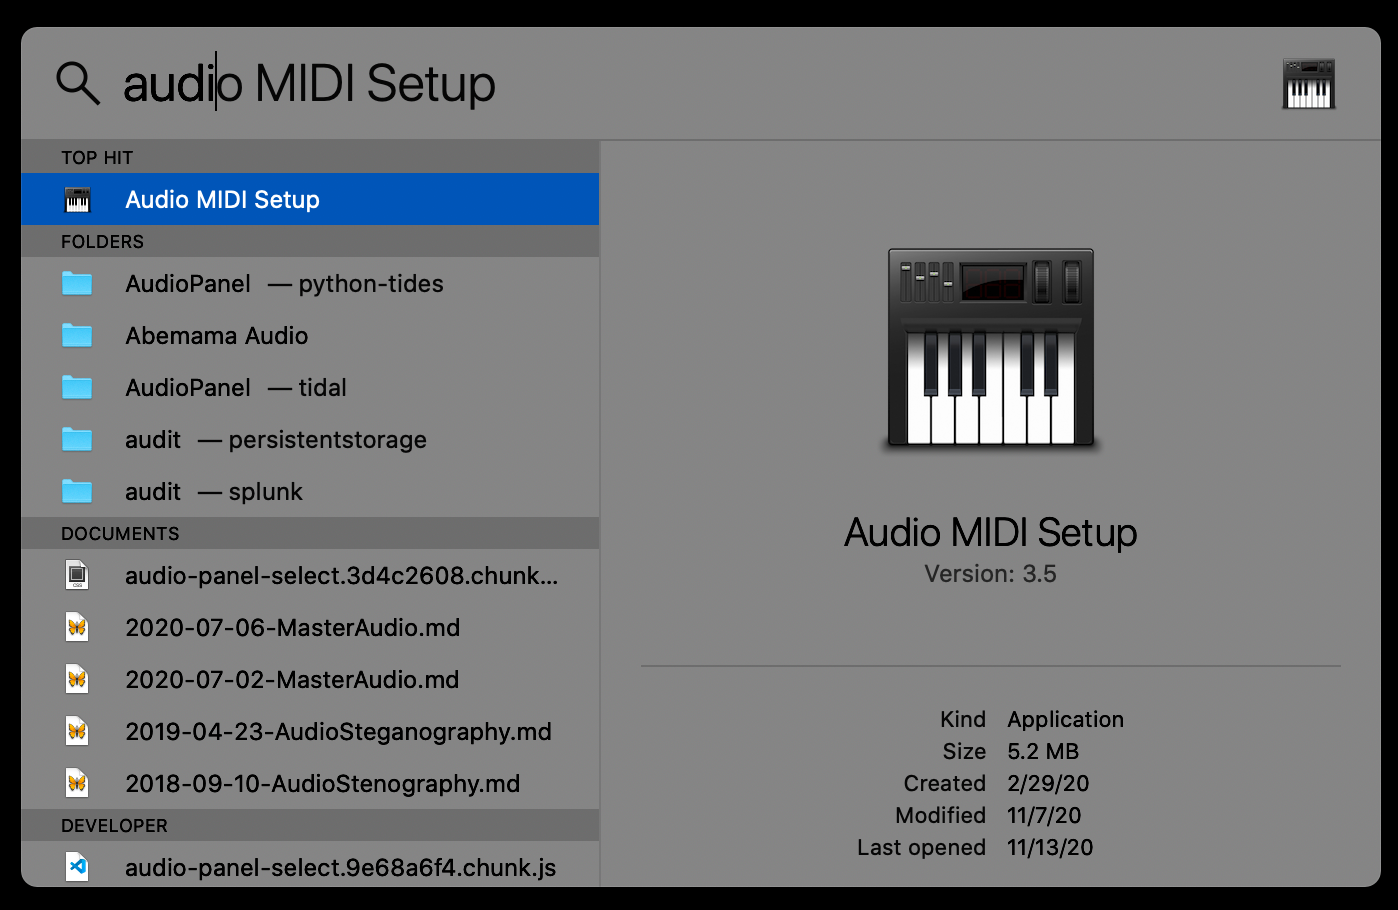 audio MIDI Setup
TOP HIT
Audio MIDI Setup
FOLDERS
AudioPanel — python-tides
Abemama Audio
AudioPanel — tidal
audit — persistentstorage
audit — splunk
DOCUMENTS
audio-panel-select.3d4c2608.chunk...
2020-07-06-MasterAudio.md
2020-07-02-MasterAudio.md
2019-04-23-AudioSteganography.md
2018-09-10-AudioStenography.md
DEVELOPER
audio-panel-select.9e68a6f4.chunk.js
Audio MIDI Setup
Version: 3.5
Kind Application
Size 5.2 MB
Created 2/29/20
Modified 11/7/20
Last opened 11/13/20